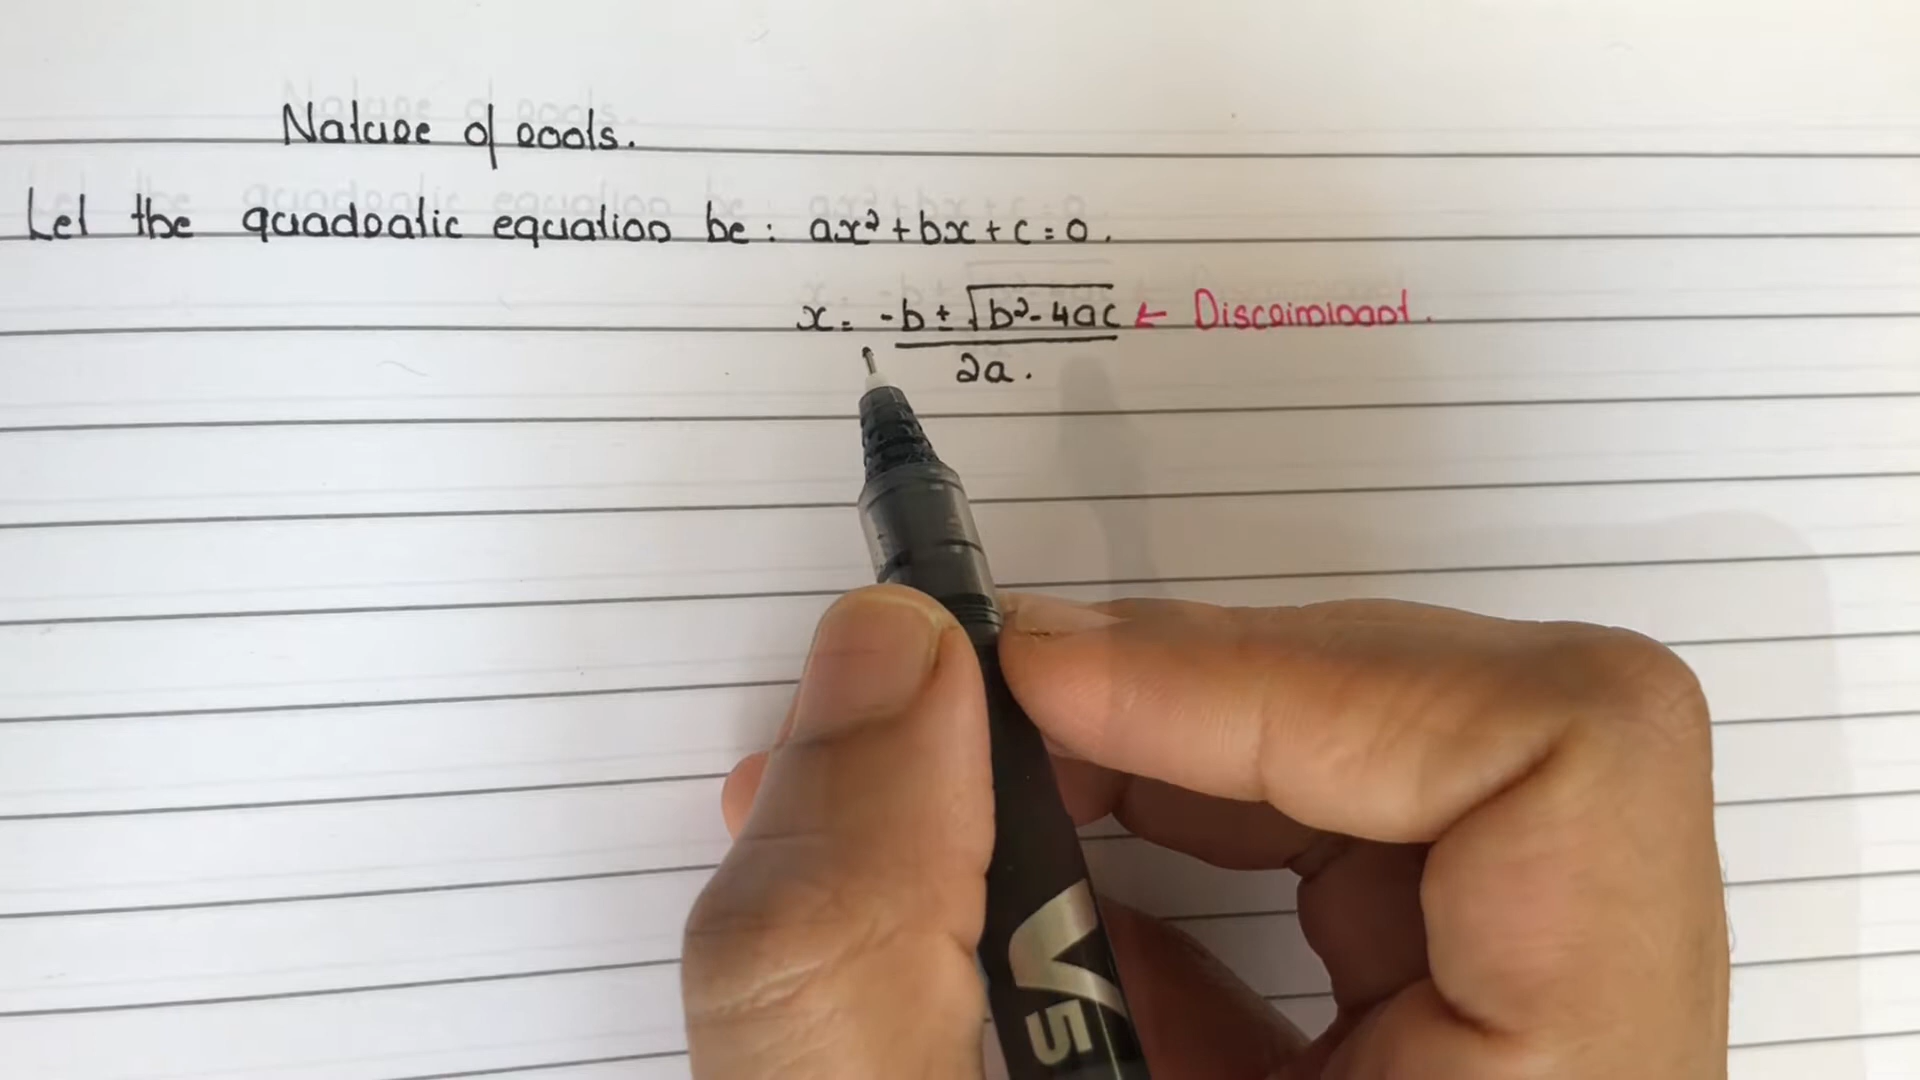 Nature of roots.
Let the quadratic equation be: ax² + bx + c = 0.
x = -b ± √b² - 4ac ← Discriminant.
2a.
V5